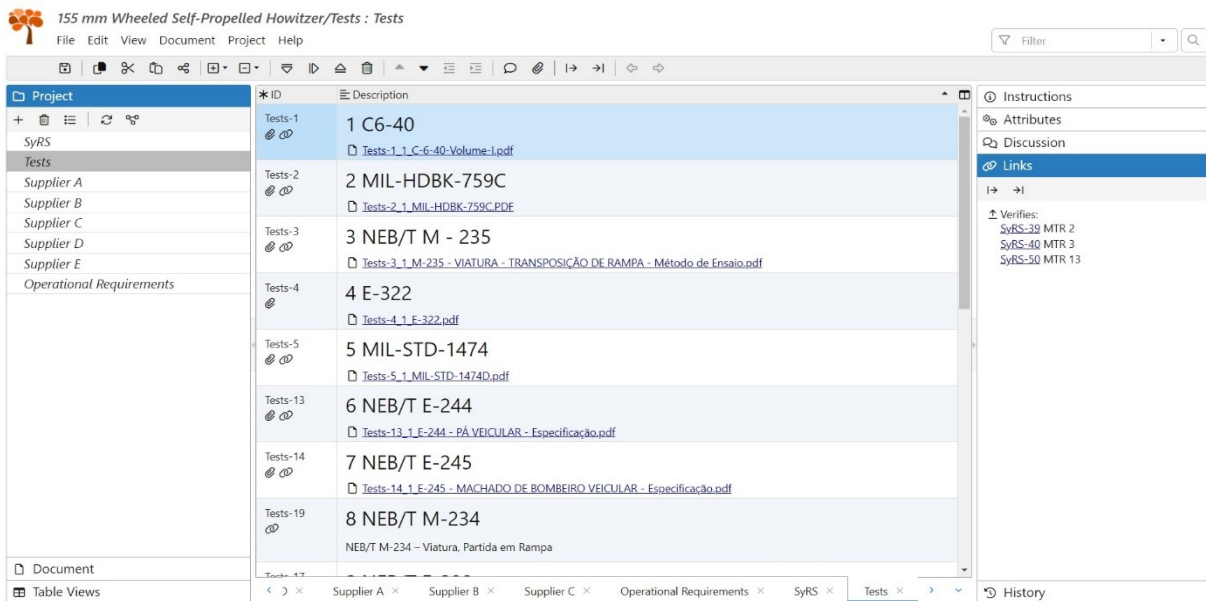 155 mm Wheeled Self-Propelled Howitzer/Tests : Tests
File Edit View Document Project Help
Filter
Project
SyRS
Tests
Supplier A
Supplier B
Supplier C
Supplier D
Supplier E
Operational Requirements
Document
Table Views
ID Description
Tests-1 1 C6-40
Tests-1_1_C-6-40-Volume-I.pdf
Tests-2 2 MIL-HDBK-759C
Tests-2_1_MIL-HDBK-759C.PDF
Tests-3 3 NEB/T M - 235
Tests-3_1_M-235 - VIATURA - TRANSPOSIÇÃO DE RAMPA - Método de Ensaio.pdf
Tests-4 4 E-322
Tests-4_1_E-322.pdf
Tests-5 5 MIL-STD-1474
Tests-5_1_MIL-STD-1474D.pdf
Tests-13 6 NEB/T E-244
Tests-13_1_E-244 - PÁ VEICULAR - Especificação.pdf
Tests-14 7 NEB/T E-245
Tests-14_1_E-245 - MACHADO DE BOMBEIRO VEICULAR - Especificação.pdf
Tests-19 8 NEB/T M-234
NEB/T M-234 – Viatura, Partida em Rampa
Supplier A Supplier B Supplier C Operational Requirements SyRS Tests
Instructions
Attributes
Discussion
Links
Verifies:
SyRS-39 MTR 2
SyRS-40 MTR 3
SyRS-50 MTR 13
History